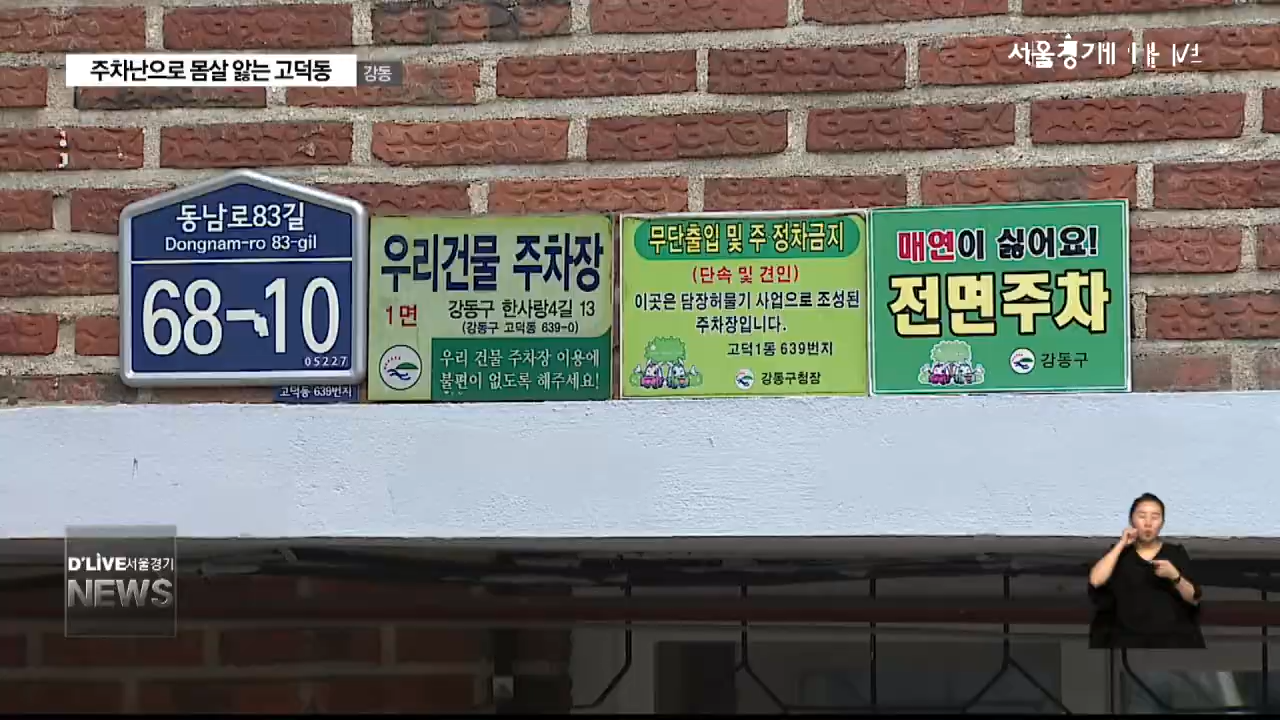 주차난으로 몸살 앓는 고덕동
강동
동남로83길
Dongnam-ro 83-gil
68-10
05227
고덕동 639번지
우리건물 주차장
1면
강동구 한사랑4길 13
(강동구 고덕동 639-0)
우리 건물 주차장 이용에
불편이 없도록 해주세요!
무단출입 및 주 정차금지
(단속 및 견인)
이곳은 담장허물기 사업으로 조성된
주차장입니다.
고덕1동 639번지
강동구청장
매연이 싫어요!
전면주차
강동구
D'LIVE서울경기
NEWS